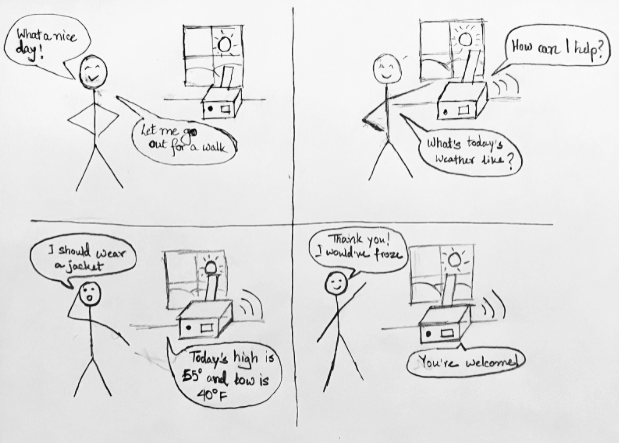 What a nice
day!
Let me go
out for a walk
How can I help?
What's today's
weather like?
I should wear
a jacket
Today's high is
55° and low is
40°F
Thank you!
I would've froze
You're welcomed